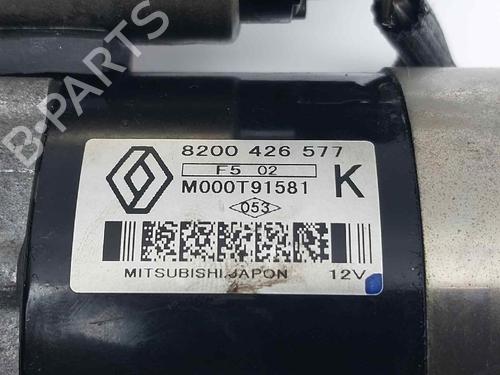 8200 426 577
F5 02
M000T91581 K
053
MITSUBISHI.JAPON 12V
B-PARTS